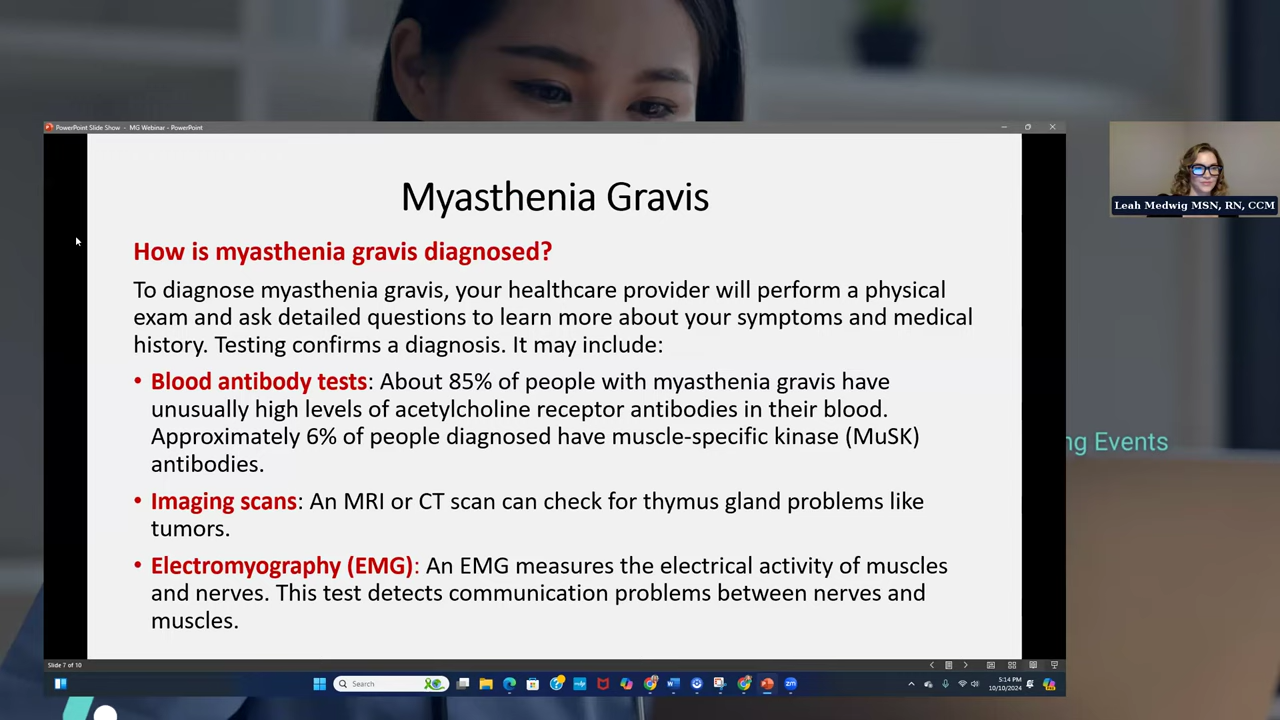 PowerPoint Slide Show - MG Webinar - PowerPoint
Myasthenia Gravis
How is myasthenia gravis diagnosed?
To diagnose myasthenia gravis, your healthcare provider will perform a physical
exam and ask detailed questions to learn more about your symptoms and medical
history. Testing confirms a diagnosis. It may include:
• Blood antibody tests: About 85% of people with myasthenia gravis have
unusually high levels of acetylcholine receptor antibodies in their blood.
Approximately 6% of people diagnosed have muscle-specific kinase (MuSK)
antibodies.
• Imaging scans: An MRI or CT scan can check for thymus gland problems like
tumors.
• Electromyography (EMG): An EMG measures the electrical activity of muscles
and nerves. This test detects communication problems between nerves and
muscles.
Slide 7 of 10
Search
zm
5:14 PM
10/10/2024
Leah Medwig MSN, RN, CCM
ng Events